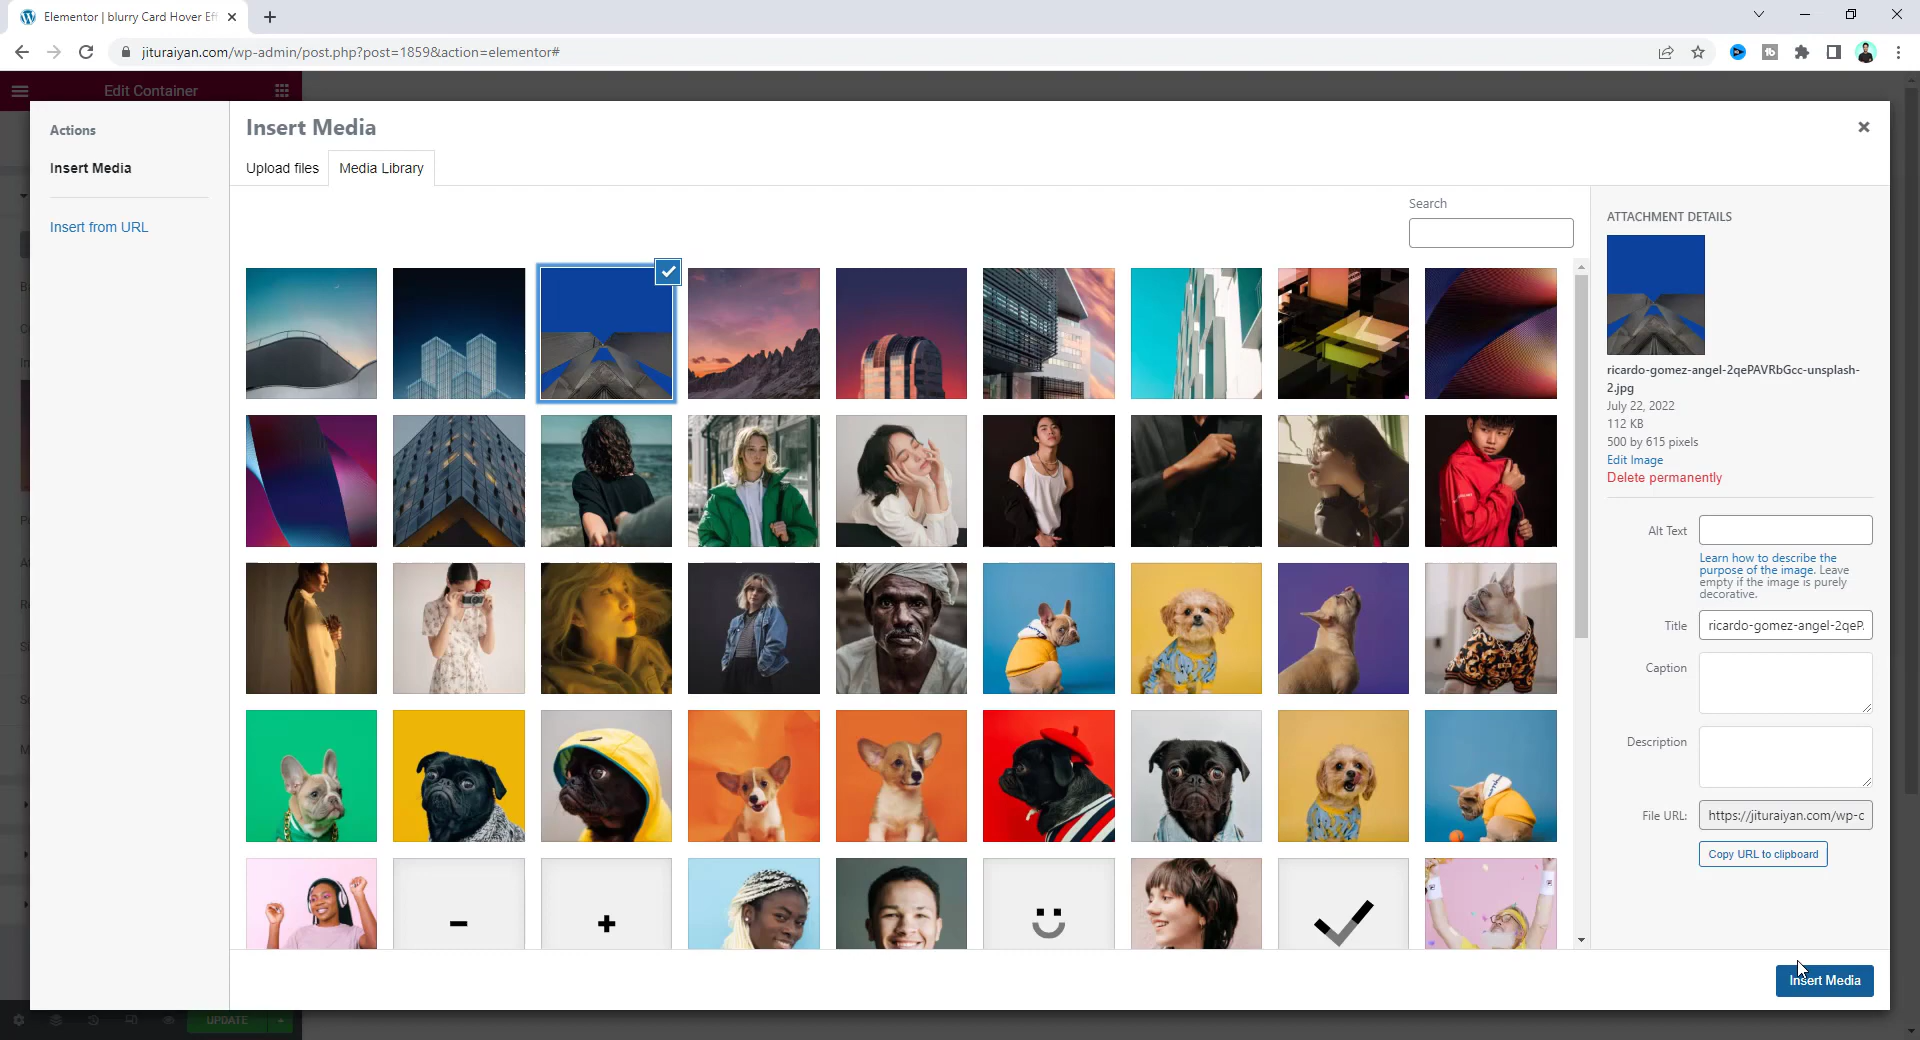 Elementor | blurry Card Hover Eff
jituraiyan.com/wp-admin/post.php?post=1859&action=elementor#
Edit Container
Actions
Insert Media
Insert from URL
Insert Media
Upload files
Media Library
Search
ATTACHMENT DETAILS
ricardo-gomez-angel-2qePAVRbGcc-unsplash-
2.jpg
July 22, 2022
112 KB
500 by 615 pixels
Edit Image
Delete permanently
Alt Text
Learn how to describe the
purpose of the image. Leave
empty if the image is purely
decorative.
Title
ricardo-gomez-angel-2qeP
Caption
Description
File URL:
https://jituraiyan.com/wp-c
Copy URL to clipboard
Insert Media
UPDATE